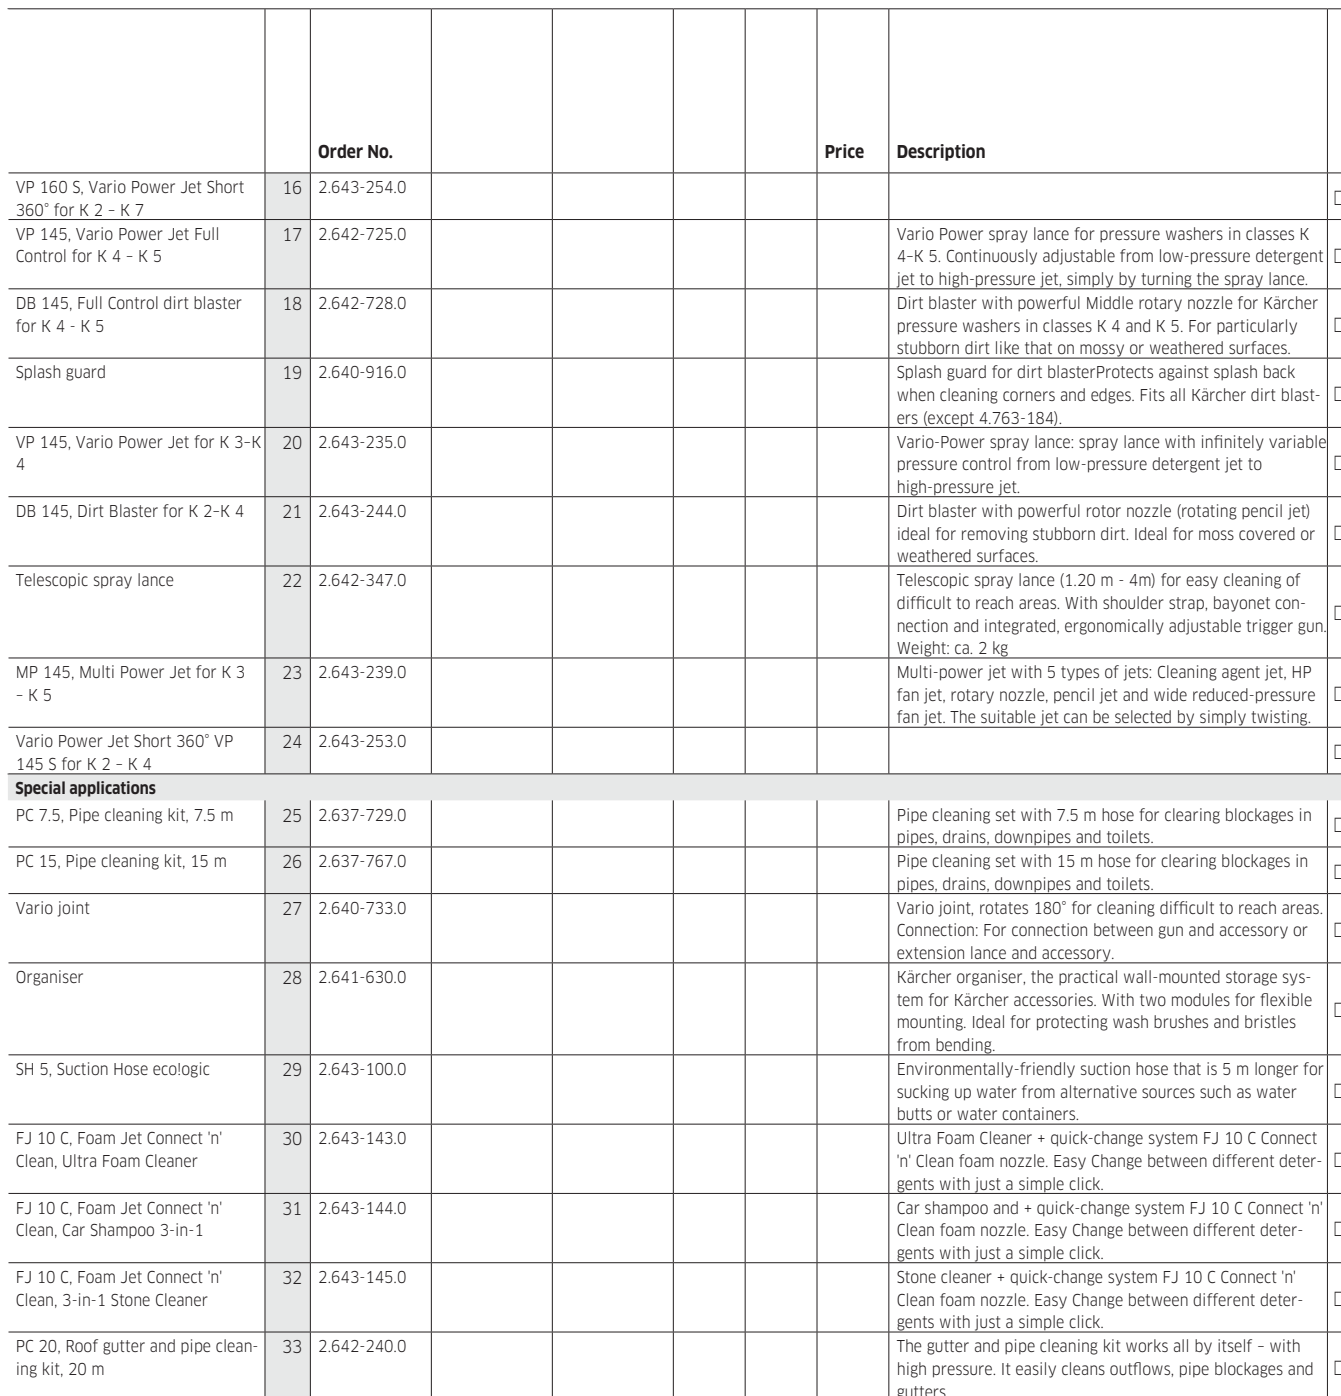 Order No. Price Description
VP 160 S, Vario Power Jet Short 16 2.643-254.0
360° for K 2 – K 7
VP 145, Vario Power Jet Full 17 2.642-725.0 Vario Power spray lance for pressure washers in classes K
Control for K 4 – K 5 4–K 5. Continuously adjustable from low-pressure detergent
jet to high-pressure jet, simply by turning the spray lance.
DB 145, Full Control dirt blaster 18 2.642-728.0 Dirt blaster with powerful Middle rotary nozzle for Kärcher
for K 4 - K 5 pressure washers in classes K 4 and K 5. For particularly
stubborn dirt like that on mossy or weathered surfaces.
Splash guard 19 2.640-916.0 Splash guard for dirt blasterProtects against splash back
when cleaning corners and edges. Fits all Kärcher dirt blast-
ers (except 4.763-184).
VP 145, Vario Power Jet for K 3–K 20 2.643-235.0 Vario-Power spray lance: spray lance with infinitely variable
4 pressure control from low-pressure detergent jet to
high-pressure jet.
DB 145, Dirt Blaster for K 2–K 4 21 2.643-244.0 Dirt blaster with powerful rotor nozzle (rotating pencil jet)
ideal for removing stubborn dirt. Ideal for moss covered or
weathered surfaces.
Telescopic spray lance 22 2.642-347.0 Telescopic spray lance (1.20 m - 4m) for easy cleaning of
difficult to reach areas. With shoulder strap, bayonet con-
nection and integrated, ergonomically adjustable trigger gun.
Weight: ca. 2 kg
MP 145, Multi Power Jet for K 3 23 2.643-239.0 Multi-power jet with 5 types of jets: Cleaning agent jet, HP
– K 5 fan jet, rotary nozzle, pencil jet and wide reduced-pressure
fan jet. The suitable jet can be selected by simply twisting.
Vario Power Jet Short 360° VP 24 2.643-253.0
145 S for K 2 – K 4
Special applications
PC 7.5, Pipe cleaning kit, 7.5 m 25 2.637-729.0 Pipe cleaning set with 7.5 m hose for clearing blockages in
pipes, drains, downpipes and toilets.
PC 15, Pipe cleaning kit, 15 m 26 2.637-767.0 Pipe cleaning set with 15 m hose for clearing blockages in
pipes, drains, downpipes and toilets.
Vario joint 27 2.640-733.0 Vario joint, rotates 180° for cleaning difficult to reach areas.
Connection: For connection between gun and accessory or
extension lance and accessory.
Organiser 28 2.641-630.0 Kärcher organiser, the practical wall-mounted storage sys-
tem for Kärcher accessories. With two modules for flexible
mounting. Ideal for protecting wash brushes and bristles
from bending.
SH 5, Suction Hose eco!ogic 29 2.643-100.0 Environmentally-friendly suction hose that is 5 m longer for
sucking up water from alternative sources such as water
butts or water containers.
FJ 10 C, Foam Jet Connect 'n' 30 2.643-143.0 Ultra Foam Cleaner + quick-change system FJ 10 C Connect
Clean, Ultra Foam Cleaner 'n' Clean foam nozzle. Easy Change between different deter-
gents with just a simple click.
FJ 10 C, Foam Jet Connect 'n' 31 2.643-144.0 Car shampoo and + quick-change system FJ 10 C Connect 'n'
Clean, Car Shampoo 3-in-1 Clean foam nozzle. Easy Change between different deter-
gents with just a simple click.
FJ 10 C, Foam Jet Connect 'n' 32 2.643-145.0 Stone cleaner + quick-change system FJ 10 C Connect 'n'
Clean, 3-in-1 Stone Cleaner Clean foam nozzle. Easy Change between different deter-
gents with just a simple click.
PC 20, Roof gutter and pipe clean- 33 2.642-240.0 The gutter and pipe cleaning kit works all by itself – with
ing kit, 20 m high pressure. It easily cleans outflows, pipe blockages and
gutters.